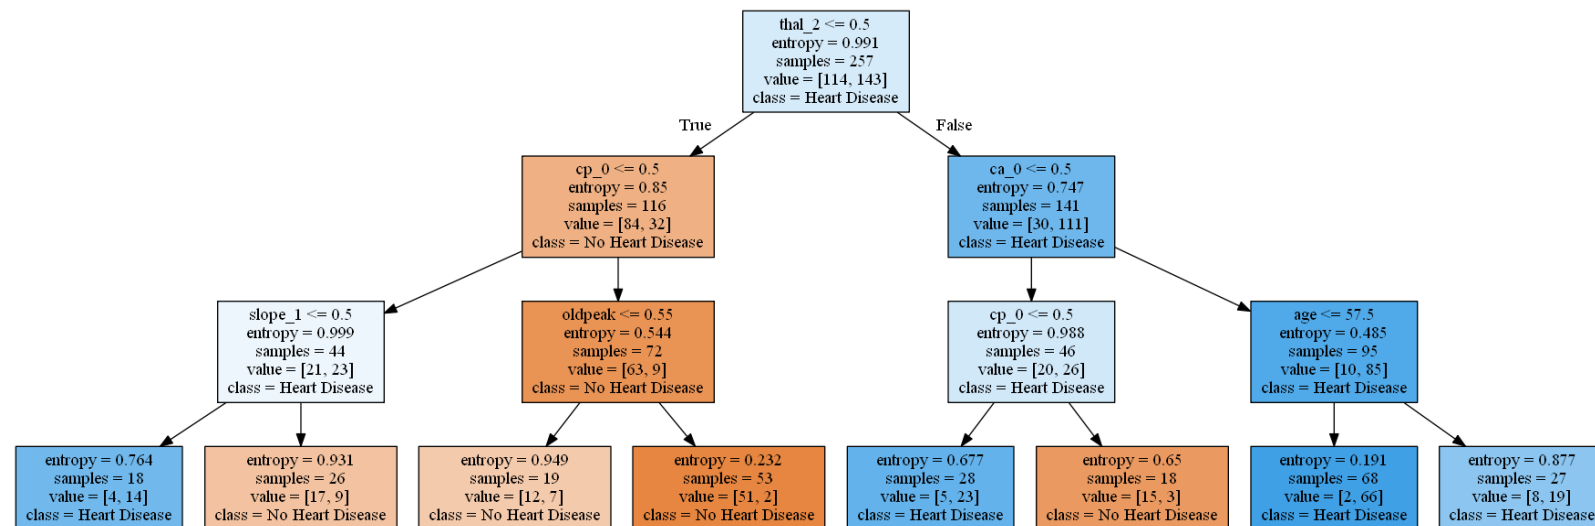 thal_2 <= 0.5
entropy = 0.991
samples = 257
value = [114, 143]
class = Heart Disease
True
False
cp_0 <= 0.5
entropy = 0.85
samples = 116
value = [84, 32]
class = No Heart Disease
ca_0 <= 0.5
entropy = 0.747
samples = 141
value = [30, 111]
class = Heart Disease
slope_1 <= 0.5
entropy = 0.999
samples = 44
value = [21, 23]
class = Heart Disease
oldpeak <= 0.55
entropy = 0.544
samples = 72
value = [63, 9]
class = No Heart Disease
cp_0 <= 0.5
entropy = 0.988
samples = 46
value = [20, 26]
class = Heart Disease
age <= 57.5
entropy = 0.485
samples = 95
value = [10, 85]
class = Heart Disease
entropy = 0.764
samples = 18
value = [4, 14]
class = Heart Disease
entropy = 0.931
samples = 26
value = [17, 9]
class = No Heart Disease
entropy = 0.949
samples = 19
value = [12, 7]
class = No Heart Disease
entropy = 0.232
samples = 53
value = [51, 2]
class = No Heart Disease
entropy = 0.677
samples = 28
value = [5, 23]
class = Heart Disease
entropy = 0.65
samples = 18
value = [15, 3]
class = No Heart Disease
entropy = 0.191
samples = 68
value = [2, 66]
class = Heart Disease
entropy = 0.877
samples = 27
value = [8, 19]
class = Heart Disease